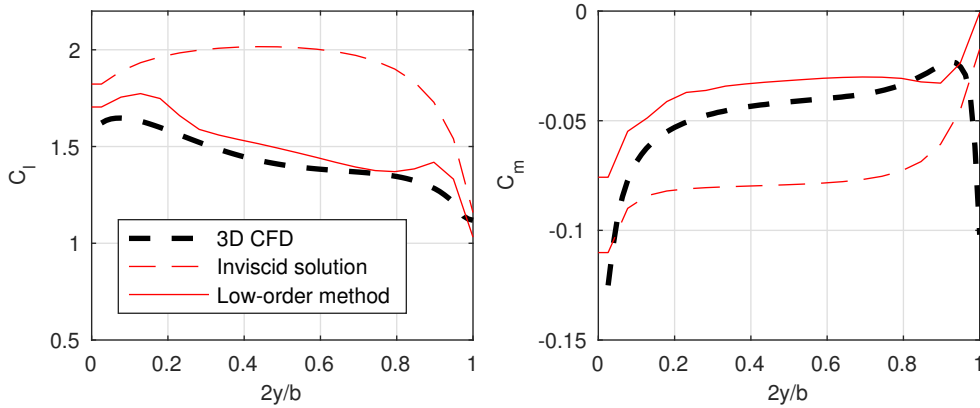 2
1.5
1
0.5
0 0.2 0.4 0.6 0.8 1
2y/b
C_l
3D CFD
Inviscid solution
Low-order method
0
-0.05
-0.1
-0.15
0 0.2 0.4 0.6 0.8 1
2y/b
C_m